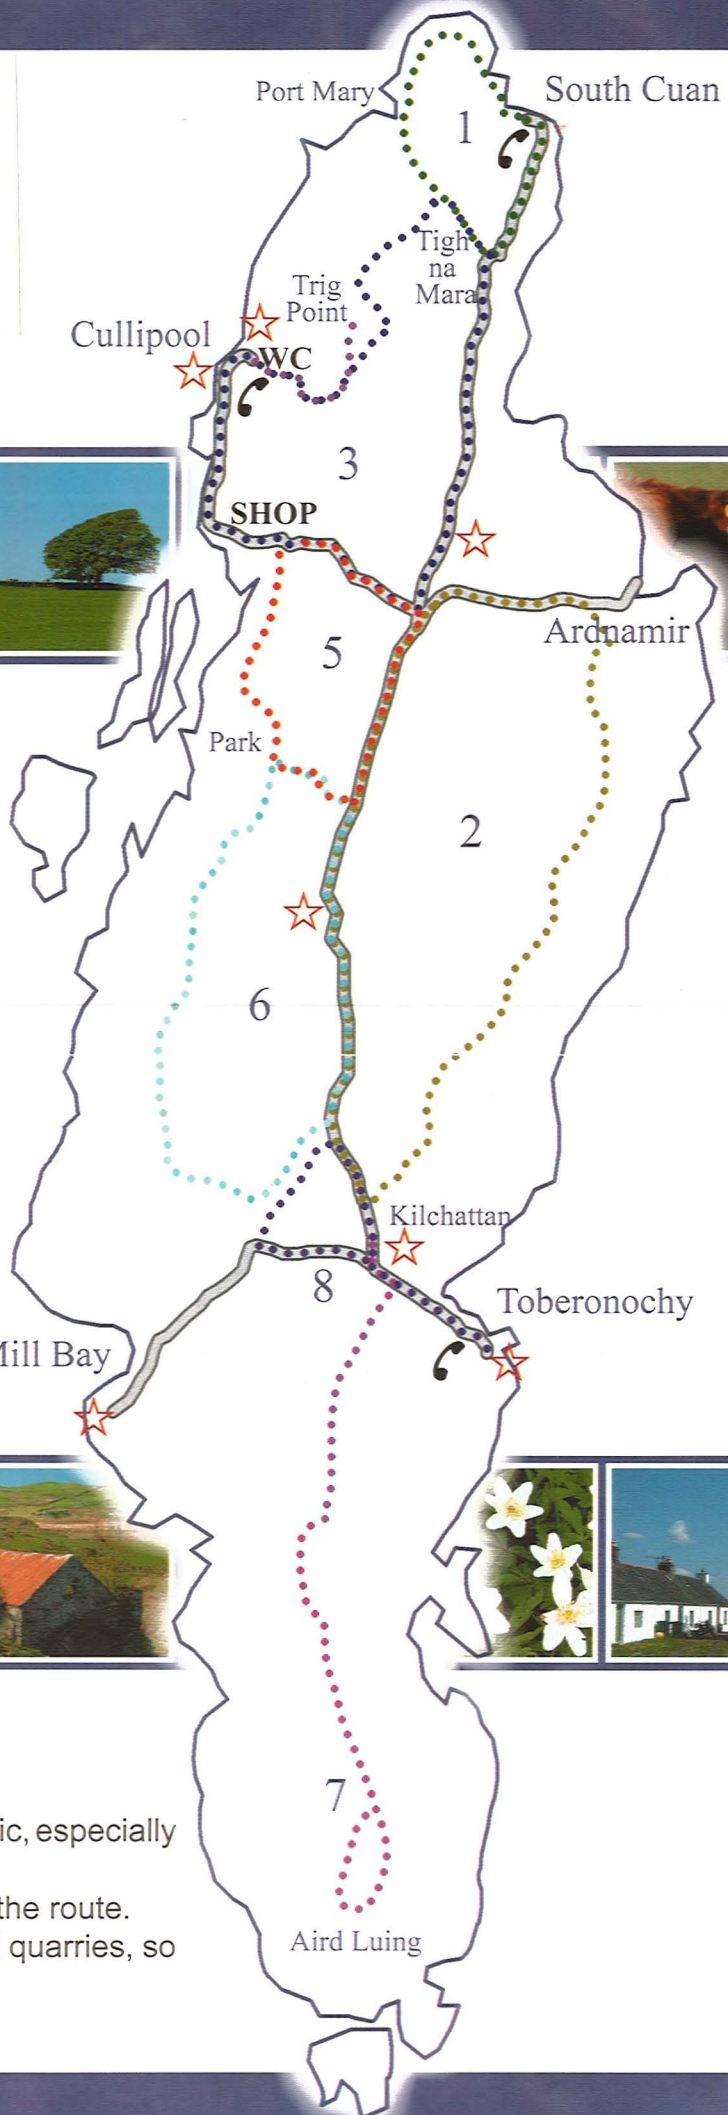 Port Mary
South Cuan
1
Tigh
na
Mara
Trig
Point
Cullipool
WC
3
SHOP
Ardnamir
5
Park
2
6
Kilchattan
8
Toberonochy
Mill Bay
7
ic, especially
the route.
quarries, so
Aird Luing